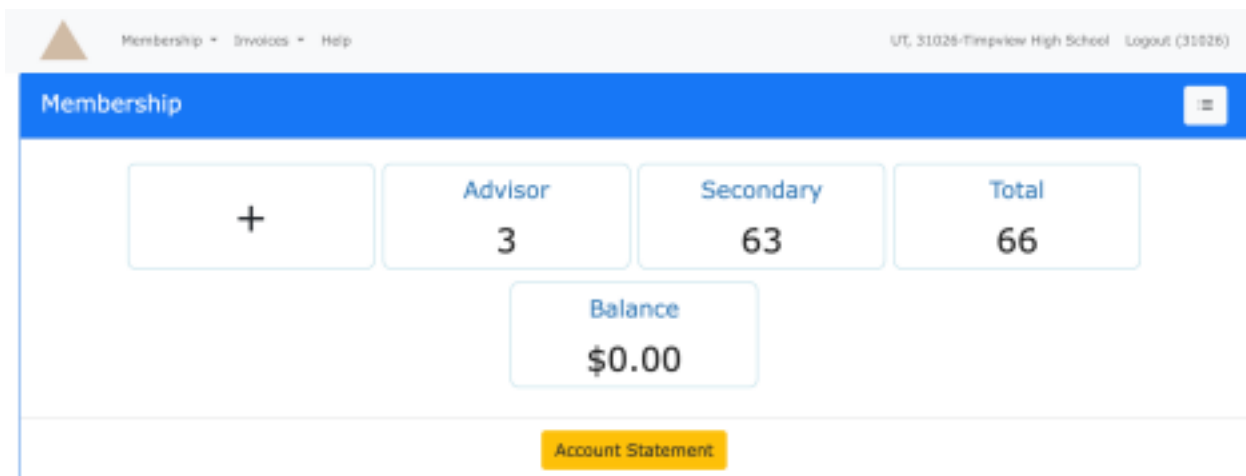 Membership Invoices Help UT, 31026-Timpview High School Logout (31026)
Membership
+ Advisor Secondary Total
3 63 66
Balance
$0.00
Account Statement